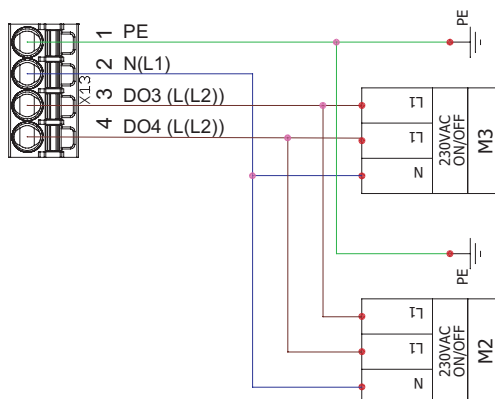 1 PE
PE
2 N(L1)
X13
3 DO3 (L(L2))
4 DO4 (L(L2))
L1
L1
N
230VAC
ON/OFF
M3
PE
L1
L1
N
230VAC
ON/OFF
M2